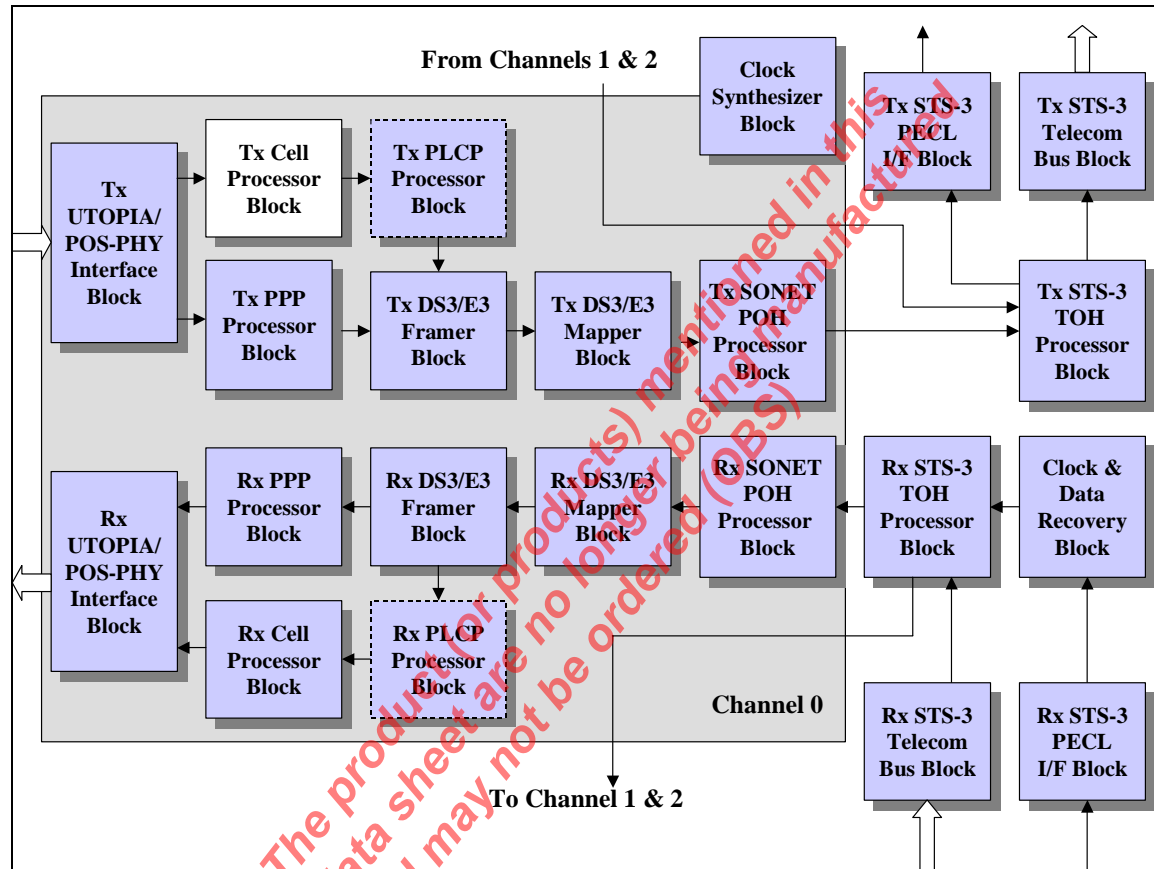 From Channels 1 & 2
Clock
Synthesizer
Block
Tx STS-3
PECL
I/F Block
Tx STS-3
Telecom
Bus Block
Tx
UTOPIA/
POS-PHY
Interface
Block
Tx Cell
Processor
Block
Tx PLCP
Processor
Block
Tx PPP
Processor
Block
Tx DS3/E3
Framer
Block
Tx DS3/E3
Mapper
Block
Tx SONET
POH
Processor
Block
Tx STS-3
TOH
Processor
Block
Rx
UTOPIA/
POS-PHY
Interface
Block
Rx PPP
Processor
Block
Rx DS3/E3
Framer
Block
Rx DS3/E3
Mapper
Block
Rx SONET
POH
Processor
Block
Rx STS-3
TOH
Processor
Block
Clock &
Data
Recovery
Block
Rx Cell
Processor
Block
Rx PLCP
Processor
Block
Channel 0
Rx STS-3
Telecom
Bus Block
Rx STS-3
PECL
I/F Block
To Channel 1 & 2
The product (or products) mentioned in this
data sheet are no longer being manufactured
may not be ordered (OBS)